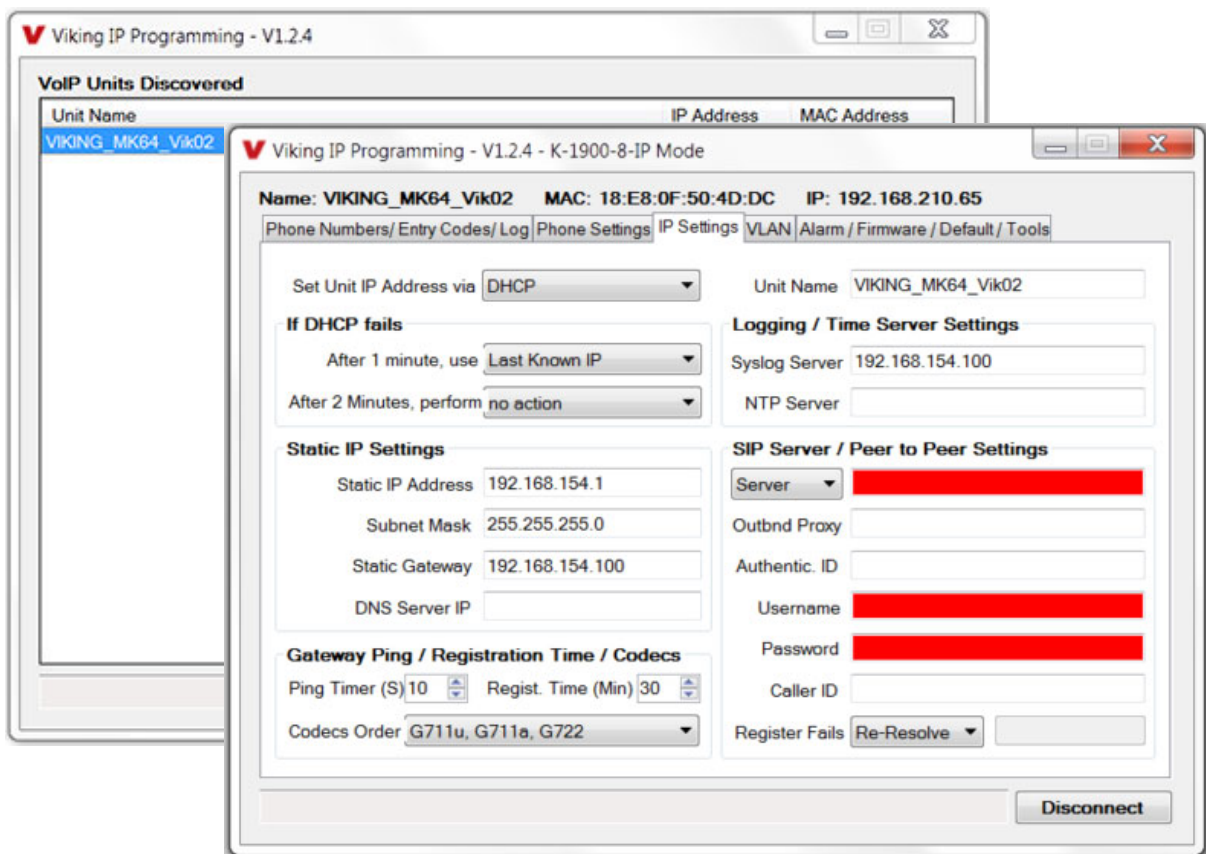 Viking IP Programming - V1.2.4
VoIP Units Discovered
Unit Name IP Address MAC Address
VIKING_MK64_Vik02
Viking IP Programming - V1.2.4 - K-1900-8-IP Mode
Name: VIKING_MK64_Vik02 MAC: 18:E8:0F:50:4D:DC IP: 192.168.210.65
Phone Numbers/ Entry Codes/ Log Phone Settings IP Settings VLAN Alarm / Firmware / Default / Tools
Set Unit IP Address via DHCP
Unit Name VIKING_MK64_Vik02
If DHCP fails
After 1 minute, use Last Known IP
After 2 Minutes, perform no action
Logging / Time Server Settings
Syslog Server 192.168.154.100
NTP Server
Static IP Settings
Static IP Address 192.168.154.1
Subnet Mask 255.255.255.0
Static Gateway 192.168.154.100
DNS Server IP
SIP Server / Peer to Peer Settings
Server
Outbnd Proxy
Authentic. ID
Username
Password
Caller ID
Register Fails Re-Resolve
Gateway Ping / Registration Time / Codecs
Ping Timer (S) 10 Regist. Time (Min) 30
Codecs Order G711u, G711a, G722
Disconnect